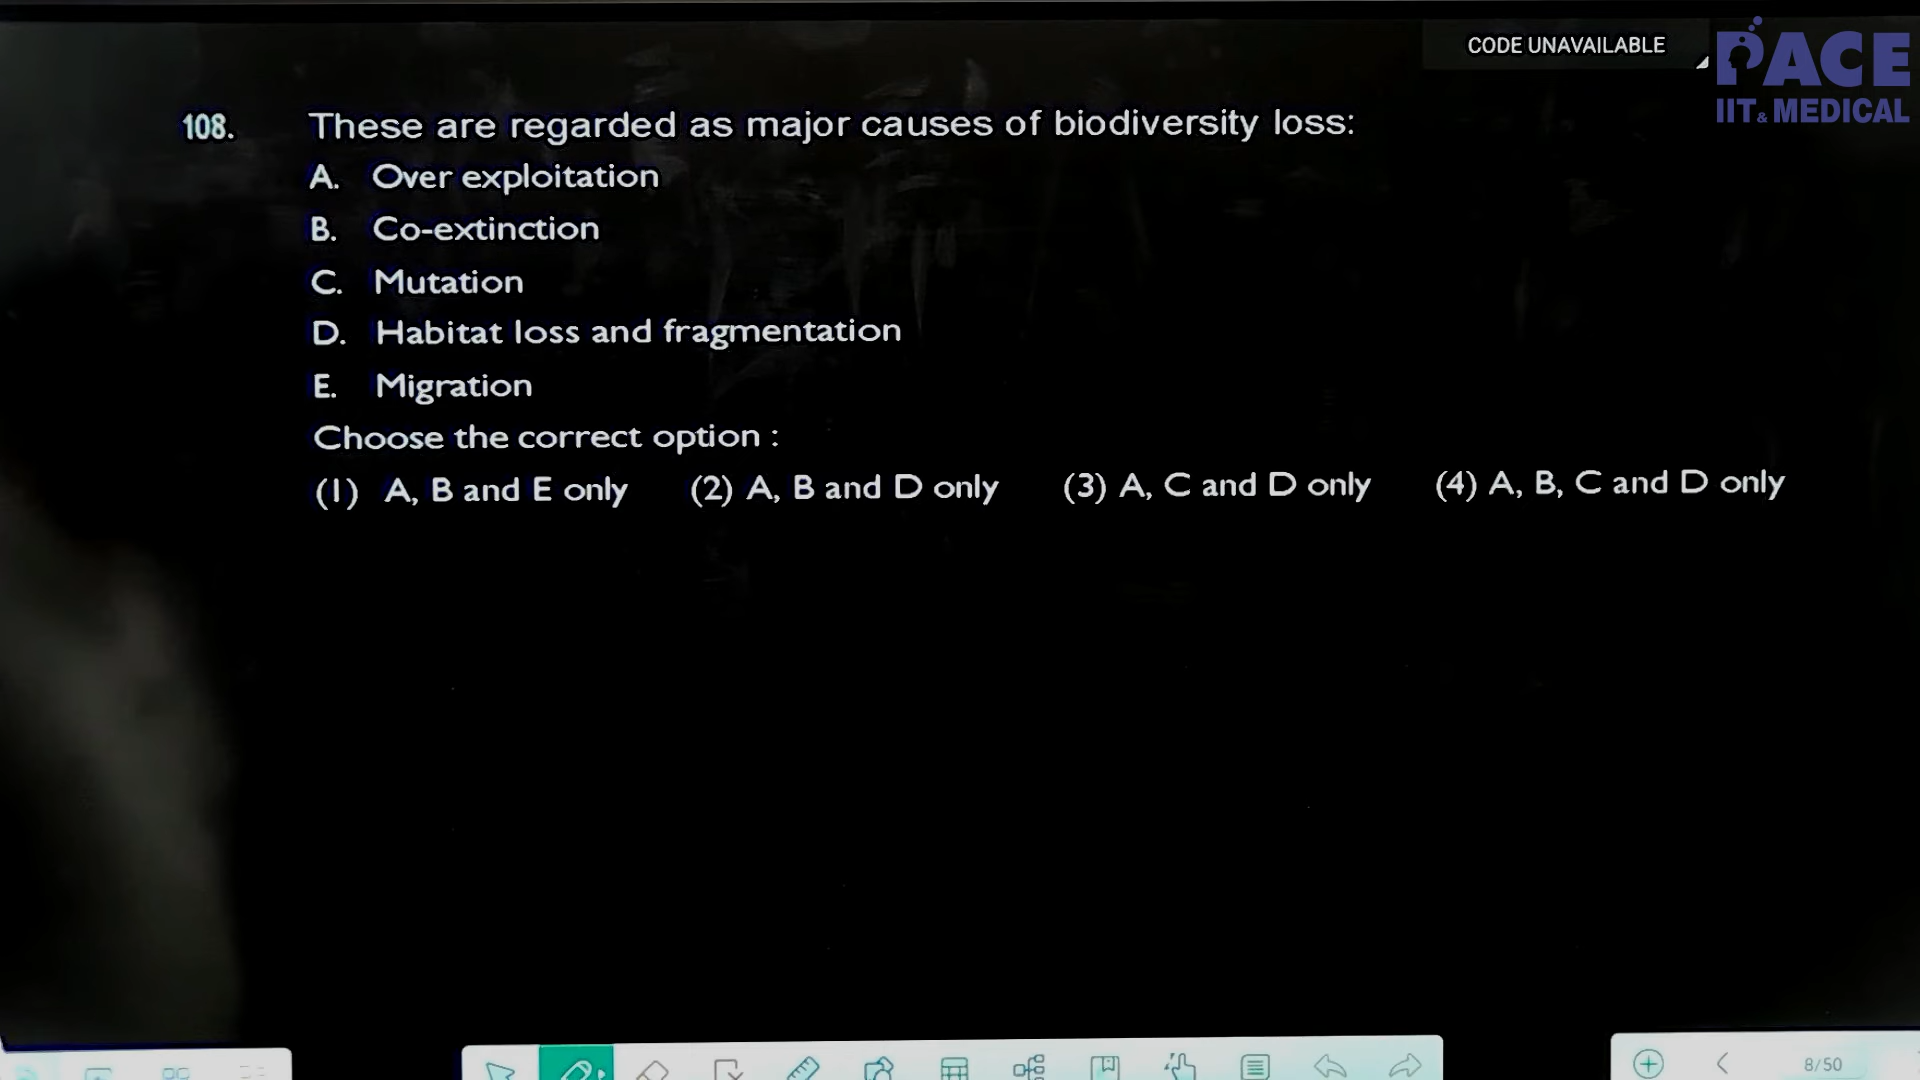 CODE UNAVAILABLE
PACE
IIT & MEDICAL
108. These are regarded as major causes of biodiversity loss:
A. Over exploitation
B. Co-extinction
C. Mutation
D. Habitat loss and fragmentation
E. Migration
Choose the correct option :
(1) A, B and E only (2) A, B and D only (3) A, C and D only (4) A, B, C and D only
8/50